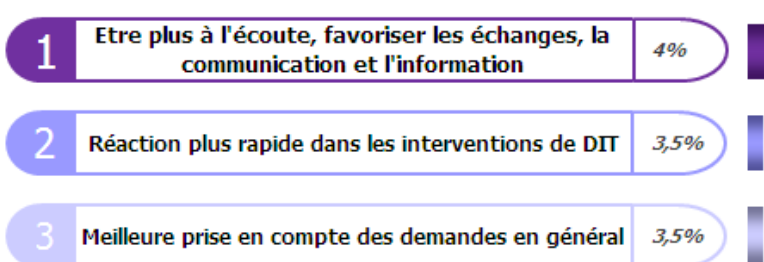 1
Etre plus à l'écoute, favoriser les échanges, la
communication et l'information
4%
2
Réaction plus rapide dans les interventions de DIT
3,5%
3
Meilleure prise en compte des demandes en général
3,5%